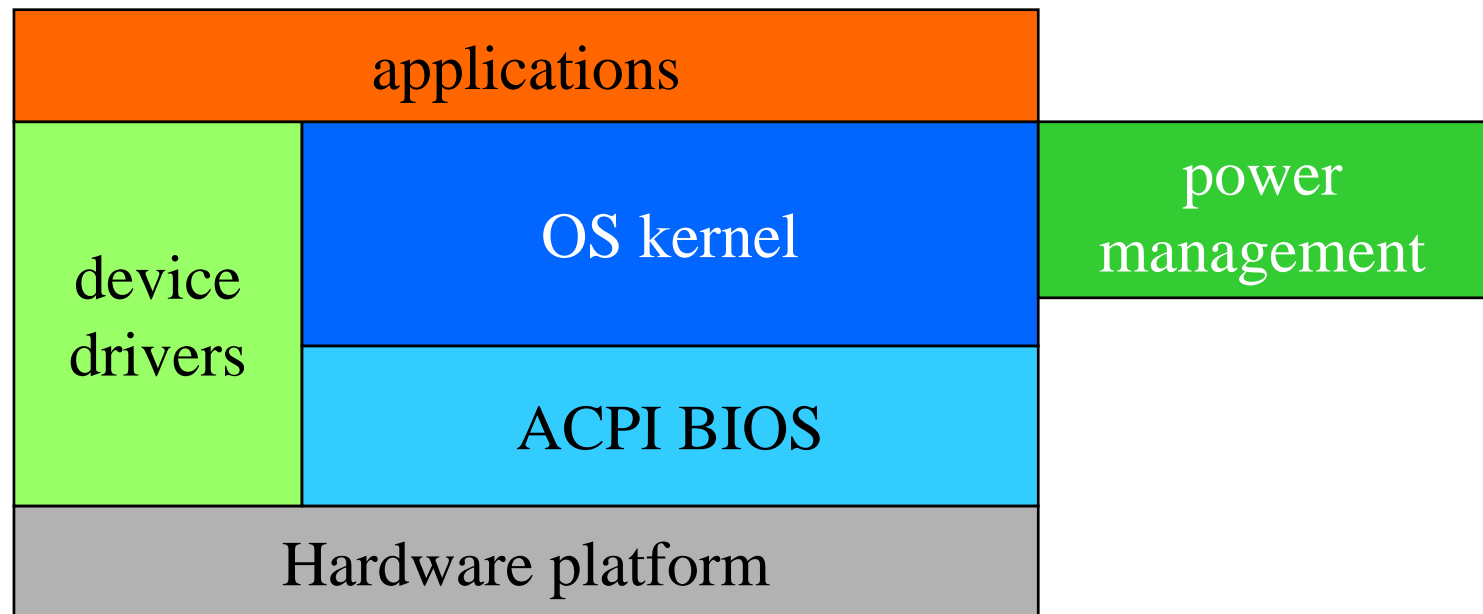 applications
device
drivers
OS kernel
power
management
ACPI BIOS
Hardware platform